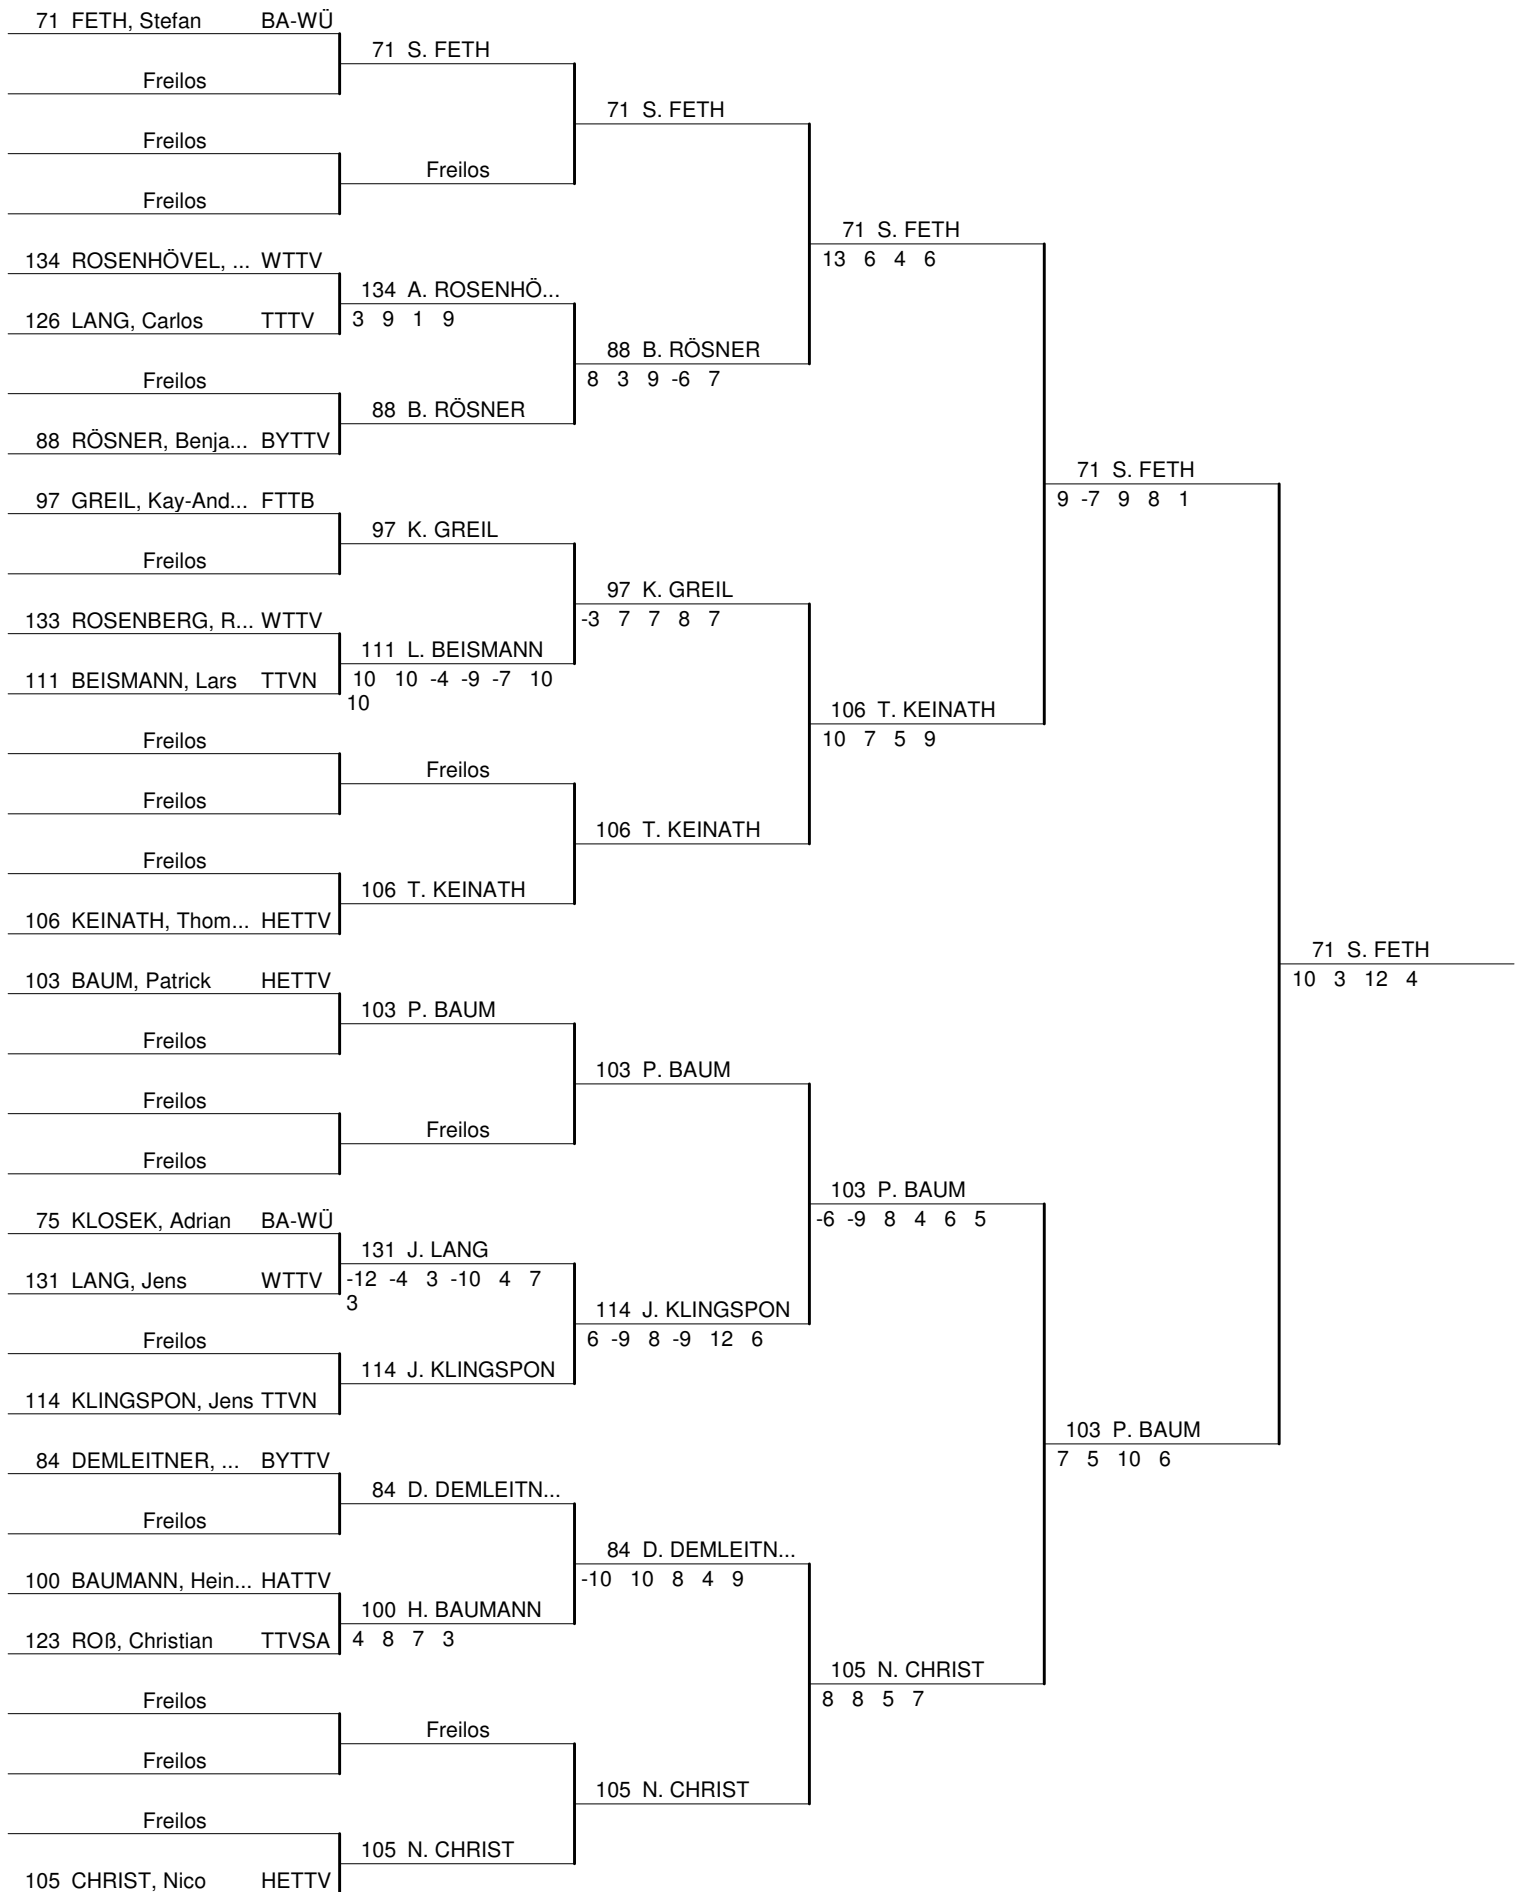 71 FETH, Stefan BA-WÜ
71 S. FETH
Freilos
71 S. FETH
Freilos
Freilos
Freilos
71 S. FETH
13 6 4 6
134 ROSENHÖVEL, ... WTTV
134 A. ROSENHÖ...
126 LANG, Carlos TTTV
3 9 1 9
88 B. RÖSNER
8 3 9 -6 7
Freilos
88 B. RÖSNER
88 RÖSNER, Benja... BYTTV
71 S. FETH
9 -7 9 8 1
97 GREIL, Kay-And... FTTB
97 K. GREIL
Freilos
97 K. GREIL
-3 7 7 8 7
133 ROSENBERG, R... WTTV
111 L. BEISMANN
111 BEISMANN, Lars TTVN
10 10 -4 -9 -7 10
10
106 T. KEINATH
10 7 5 9
Freilos
Freilos
Freilos
106 T. KEINATH
Freilos
106 T. KEINATH
106 KEINATH, Thom... HETTV
71 S. FETH
10 3 12 4
103 BAUM, Patrick HETTV
103 P. BAUM
Freilos
103 P. BAUM
Freilos
Freilos
Freilos
103 P. BAUM
-6 -9 8 4 6 5
75 KLOSEK, Adrian BA-WÜ
131 J. LANG
131 LANG, Jens WTTV
-12 -4 3 -10 4 7
3
114 J. KLINGSPON
6 -9 8 -9 12 6
Freilos
114 J. KLINGSPON
114 KLINGSPON, Jens TTVN
103 P. BAUM
7 5 10 6
84 DEMLEITNER, ... BYTTV
84 D. DEMLEITN...
Freilos
84 D. DEMLEITN...
-10 10 8 4 9
100 BAUMANN, Hein... HATTV
100 H. BAUMANN
123 ROß, Christian TTVSA
4 8 7 3
105 N. CHRIST
8 8 5 7
Freilos
Freilos
Freilos
105 N. CHRIST
Freilos
105 N. CHRIST
105 CHRIST, Nico HETTV